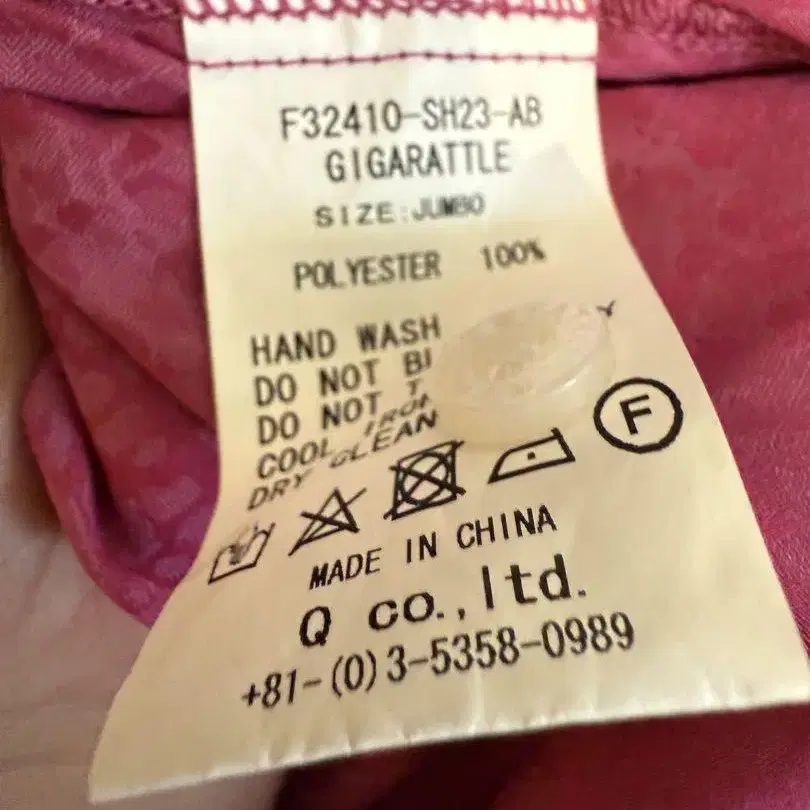 F32410-SH23-AB
GIGARATTLE
SIZE:JUMBO
POLYESTER 100%
HAND WASH
DO NOT
DO NOT
COOL IRON
DRY CLEAN
F
MADE IN CHINA
Q co.,ltd.
+81-(0)3-5358-0989